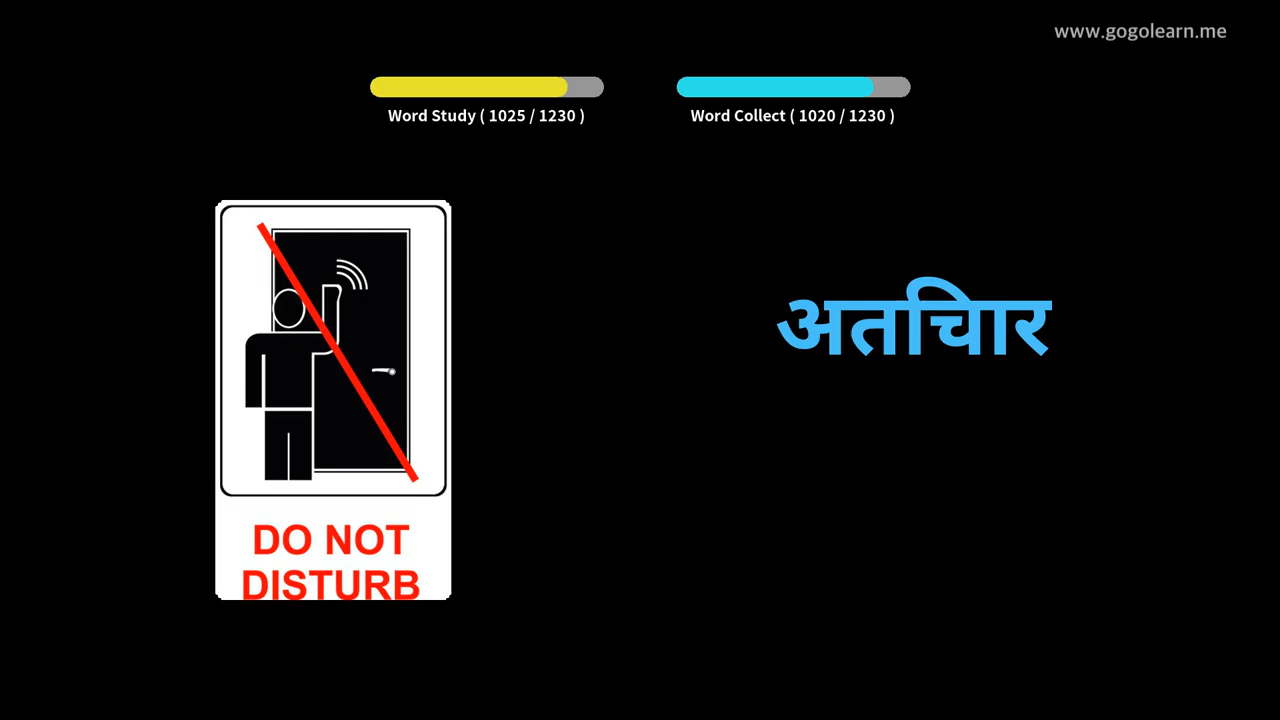 www.gogolearn.me
Word Study ( 1025 / 1230 )
Word Collect ( 1020 / 1230 )
अतचिार
DO NOT
DISTURB